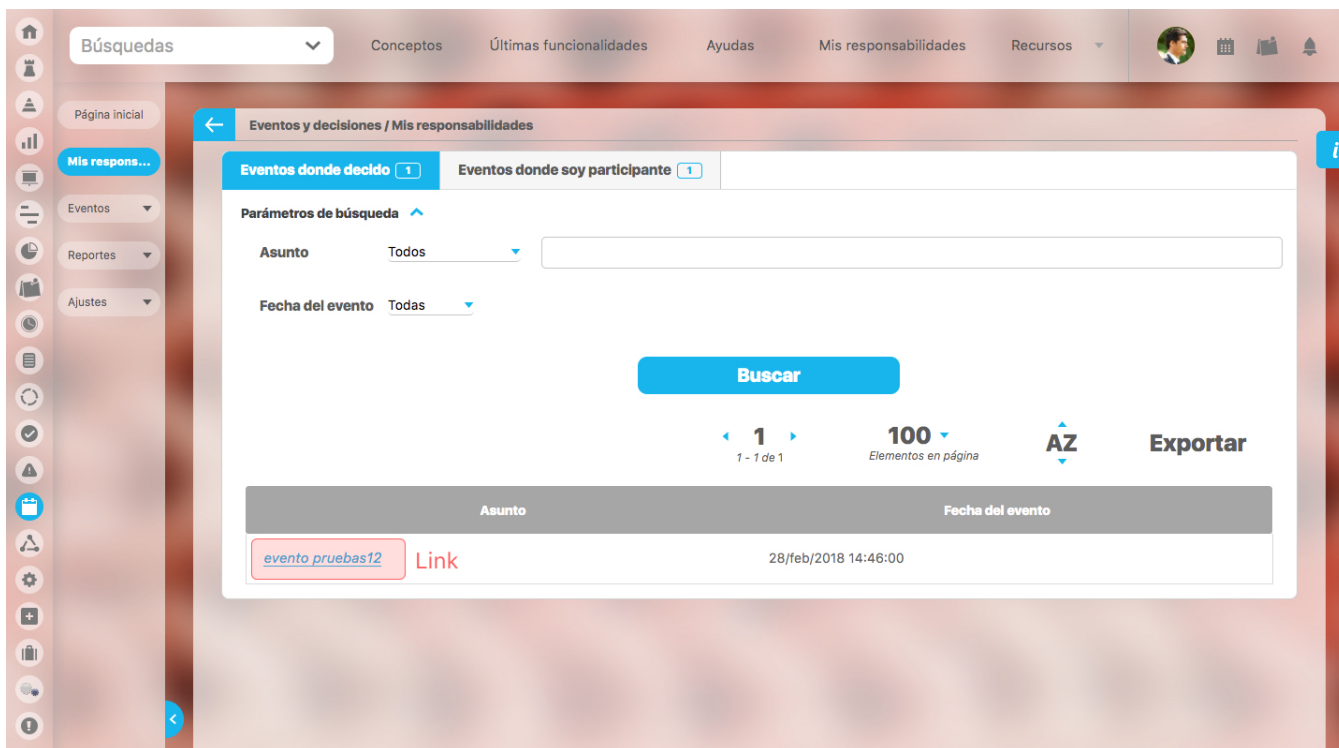 Búsquedas
Conceptos
Últimas funcionalidades
Ayudas
Mis responsabilidades
Recursos
Página inicial
Mis respons...
Eventos
Reportes
Ajustes
Eventos y decisiones / Mis responsabilidades
i
Eventos donde decido 1
Eventos donde soy participante 1
Parámetros de búsqueda
Asunto Todos
Fecha del evento Todas
Buscar
1
1 - 1 de 1
100
Elementos en página
AZ
Exportar
Asunto Fecha del evento
evento pruebas12 Link 28/feb/2018 14:46:00